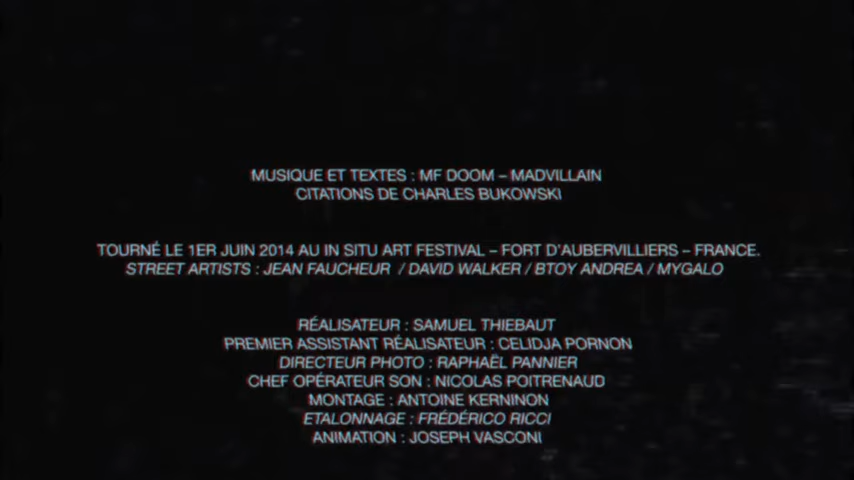 MUSIQUE ET TEXTES : MF DOOM – MADVILLAIN
CITATIONS DE CHARLES BUKOWSKI
TOURNÉ LE 1ER JUIN 2014 AU IN SITU ART FESTIVAL – FORT D'AUBERVILLIERS – FRANCE.
STREET ARTISTS : JEAN FAUCHEUR / DAVID WALKER / BTOY ANDREA / MYGALO
RÉALISATEUR : SAMUEL THIEBAUT
PREMIER ASSISTANT RÉALISATEUR : CELIDJA PORNON
DIRECTEUR PHOTO : RAPHAËL PANNIER
CHEF OPÉRATEUR SON : NICOLAS POITRENAUD
MONTAGE : ANTOINE KERNINON
ETALONNAGE : FRÉDÉRICO RICCI
ANIMATION : JOSEPH VASCONI